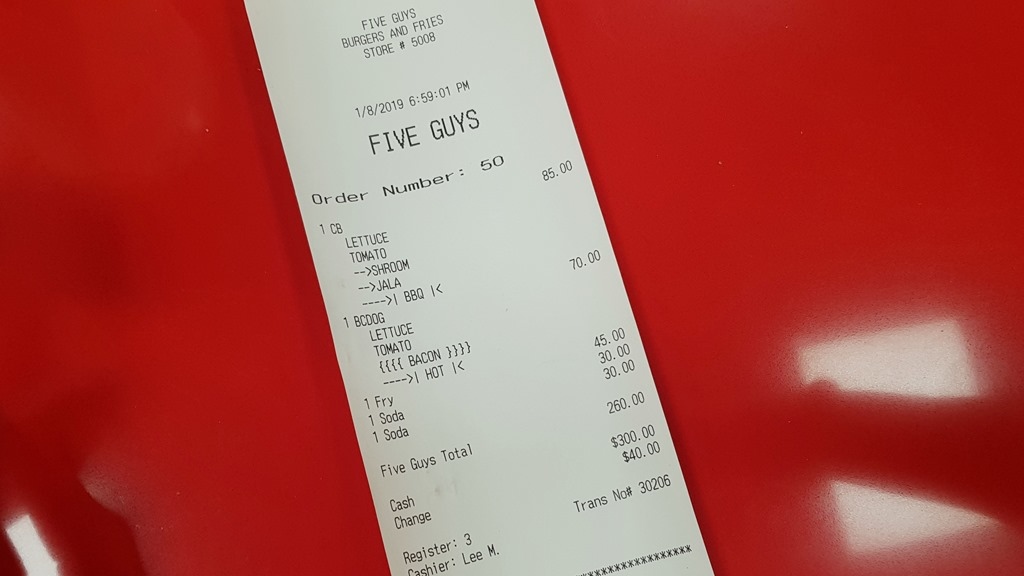 FIVE GUYS
BURGERS AND FRIES
STORE # 5008
1/8/2019 6:59:01 PM
FIVE GUYS
Order Number: 50
1 CB 85.00
LETTUCE
TOMATO
-->SHROOM
-->JALA
---->| BBQ |<
1 BCDOG 70.00
LETTUCE
TOMATO
{{{{ BACON }}}}
---->| HOT |<
1 Fry 45.00
1 Soda 30.00
1 Soda 30.00
Five Guys Total 260.00
Cash $300.00
Change $40.00
Register: 3 Trans No# 30206
Cashier: Lee M.
*******************